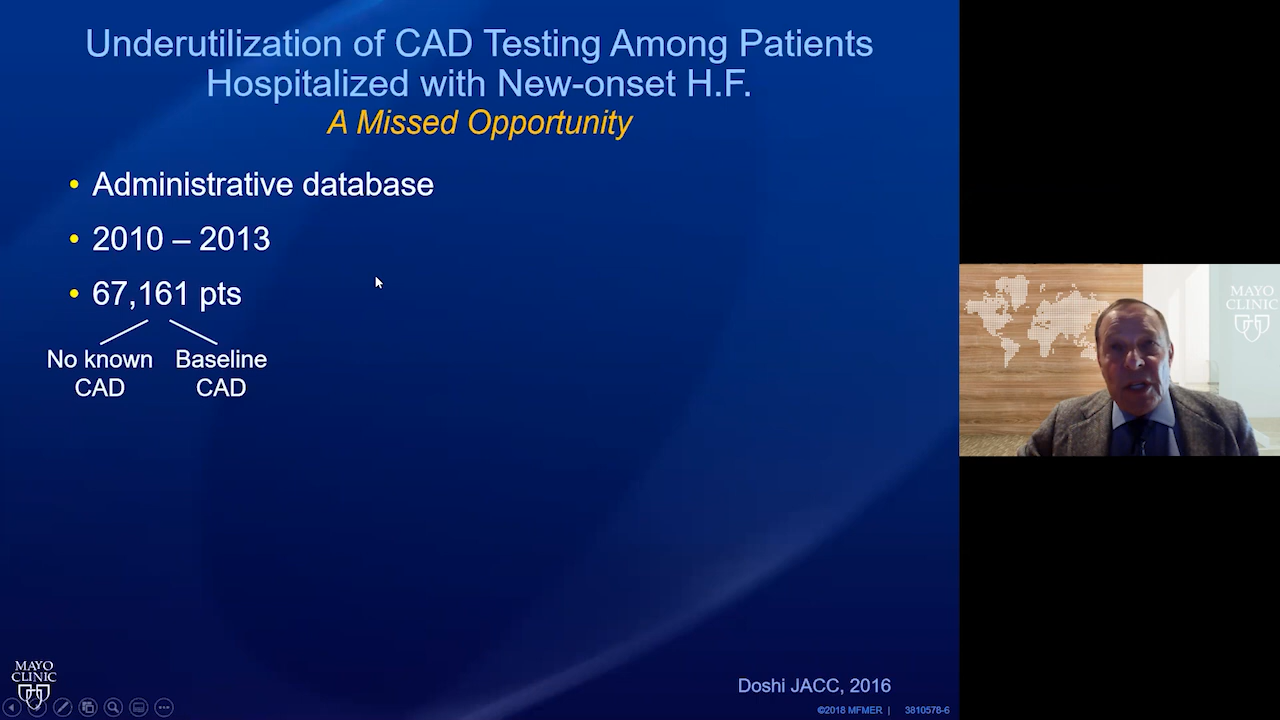 Underutilization of CAD Testing Among Patients
Hospitalized with New-onset H.F.
A Missed Opportunity
• Administrative database
• 2010 – 2013
• 67,161 pts
No known
CAD
Baseline
CAD
Doshi JACC, 2016
©2018 MFMER | 3810578-6
MAYO
CLINIC
MAYO
CLINIC